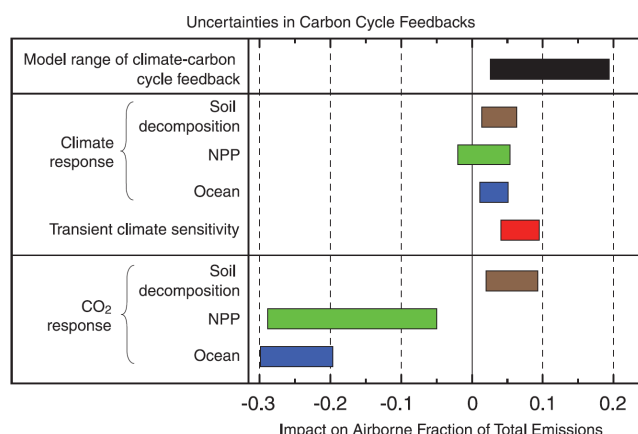 Uncertainties in Carbon Cycle Feedbacks
Model range of climate-carbon
cycle feedback
Climate
response
Soil
decomposition
NPP
Ocean
Transient climate sensitivity
CO₂
response
Soil
decomposition
NPP
Ocean
-0.3 -0.2 -0.1 0 0.1 0.2
Impact on Airborne Fraction of Total Emissions